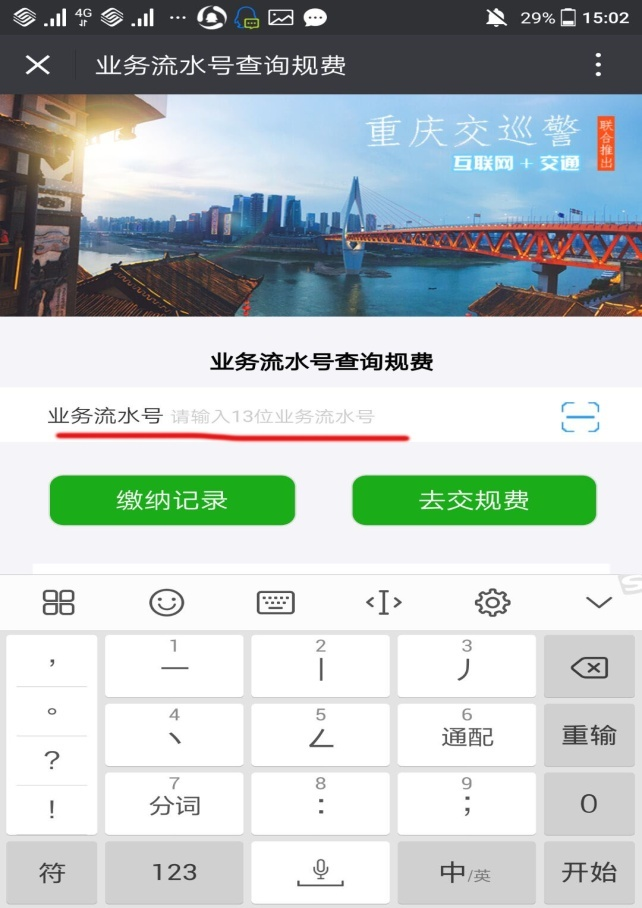 4G 29% 15:02
业务流水号查询规费
重庆交巡警 联合推出
互联网+交通
业务流水号查询规费
业务流水号 请输入13位业务流水号
缴纳记录 去交规费
S
， 1 一 2 丨 3 丿
。 4 丶 5 ㄥ 6 通配 重输
? 7 分词 8 : 9 ; 0
!
符 123 中/英 开始